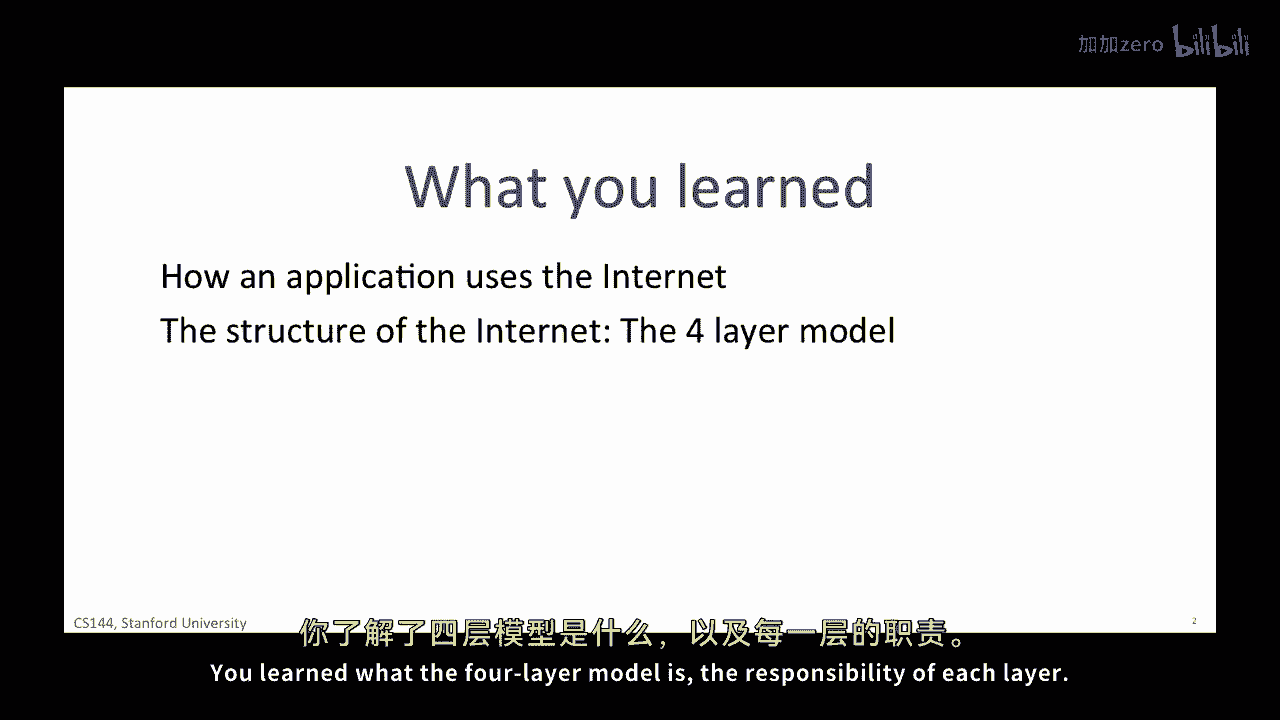 加加zero bilibili
What you learned
How an application uses the Internet
The structure of the Internet: The 4 layer model
CS144, Stanford University
2
你了解了四层模型是什么，以及每一层的职责。
You learned what the four-layer model is, the responsibility of each layer.